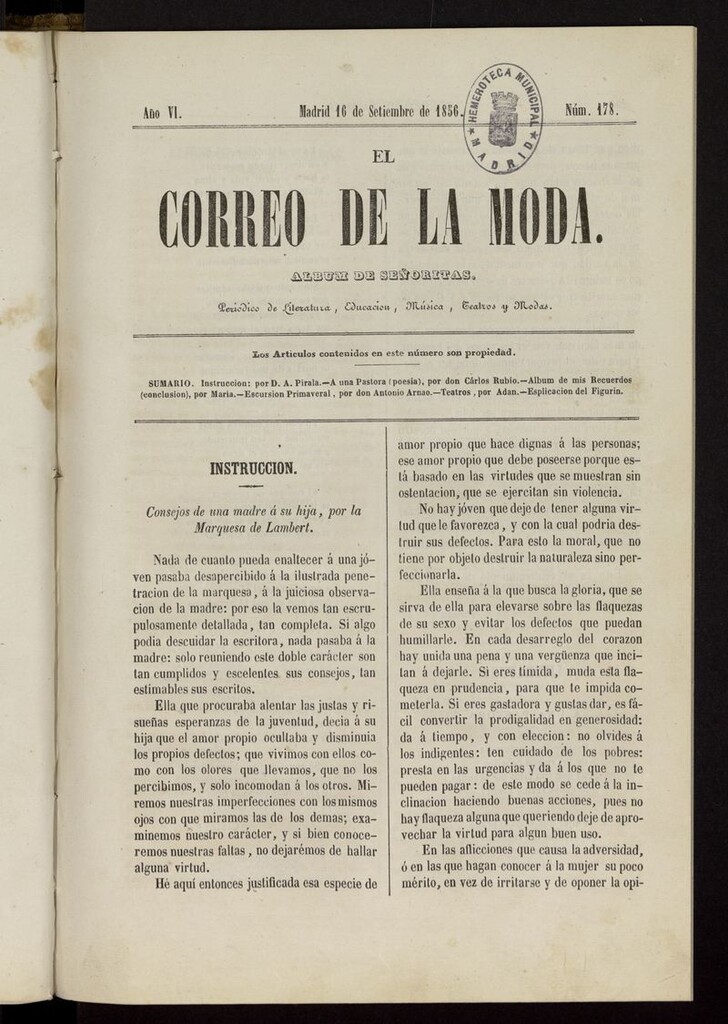 Año VI. Madrid 16 de Setiembre de 1856. Núm. 178.
HEMEROTECA MUNICIPAL
★ MADRID ★
EL
CORREO DE LA MODA.
ALBUM DE SEÑORITAS.
Periódico de Literatura, Educacion, Música, Teatros y Modas.
Los Articulos contenidos en este número son propiedad.
SUMARIO. Instruccion: por D. A. Pirala.—A una Pastora (poesia), por don Cárlos Rubio.—Album de mis Recuerdos
(conclusion), por Maria.—Escursion Primaveral, por don Antonio Arnao.—Teatros, por Adan.—Esplicacion del Figurin.
INSTRUCCION.
Consejos de una madre á su hija, por la
Marquesa de Lambert.
Nada de cuanto pueda enaltecer á una jó-
ven pasaba desapercibido á la ilustrada pene-
tracion de la marquesa, á la juiciosa observa-
cion de la madre: por eso la vemos tan escru-
pulosamente detallada, tan completa. Si algo
podia descuidar la escritora, nada pasaba á la
madre: solo reuniendo este doble carácter son
tan cumplidos y escelentes sus consejos, tan
estimables sus escritos.
Ella que procuraba alentar las justas y ri-
sueñas esperanzas de la juventud, decia á su
hija que el amor propio ocultaba y disminuia
los propios defectos; que vivimos con ellos co-
mo con los olores que llevamos, que no los
percibimos, y solo incomodan á los otros. Mi-
remos nuestras imperfecciones con los mismos
ojos con que miramos las de los demas; exa-
minemos nuestro carácter, y si bien conoce-
remos nuestras faltas, no dejarémos de hallar
alguna virtud.
Hé aquí entonces justificada esa especie de
amor propio que hace dignas á las personas;
ese amor propio que debe poseerse porque es-
tá basado en las virtudes que se muestran sin
ostentacion, que se ejercitan sin violencia.
No hay jóven que deje de tener alguna vir-
tud que le favorezca, y con la cual podria des-
truir sus defectos. Para esto la moral, que no
tiene por objeto destruir la naturaleza sino per-
feccionarla.
Ella enseña á la que busca la gloria, que se
sirva de ella para elevarse sobre las flaquezas
de su sexo y evitar los defectos que puedan
humillarle. En cada desarreglo del corazon
hay unida una pena y una vergüenza que inci-
tan á dejarle. Si eres tímida, muda esta fla-
queza en prudencia, para que te impida co-
meterla. Si eres gastadora y gustas dar, es fá-
cil convertir la prodigalidad en generosidad:
da á tiempo, y con eleccion: no olvides á
los indigentes: ten cuidado de los pobres:
presta en las urgencias y da á los que no te
pueden pagar: de este modo se cede á la in-
clinacion haciendo buenas acciones, pues no
hay flaqueza alguna que queriendo deje de apro-
vechar la virtud para algun buen uso.
En las aflicciones que causa la adversidad,
ó en las que hagan conocer á la mujer su poco
mérito, en vez de irritarse y de oponer la opi-